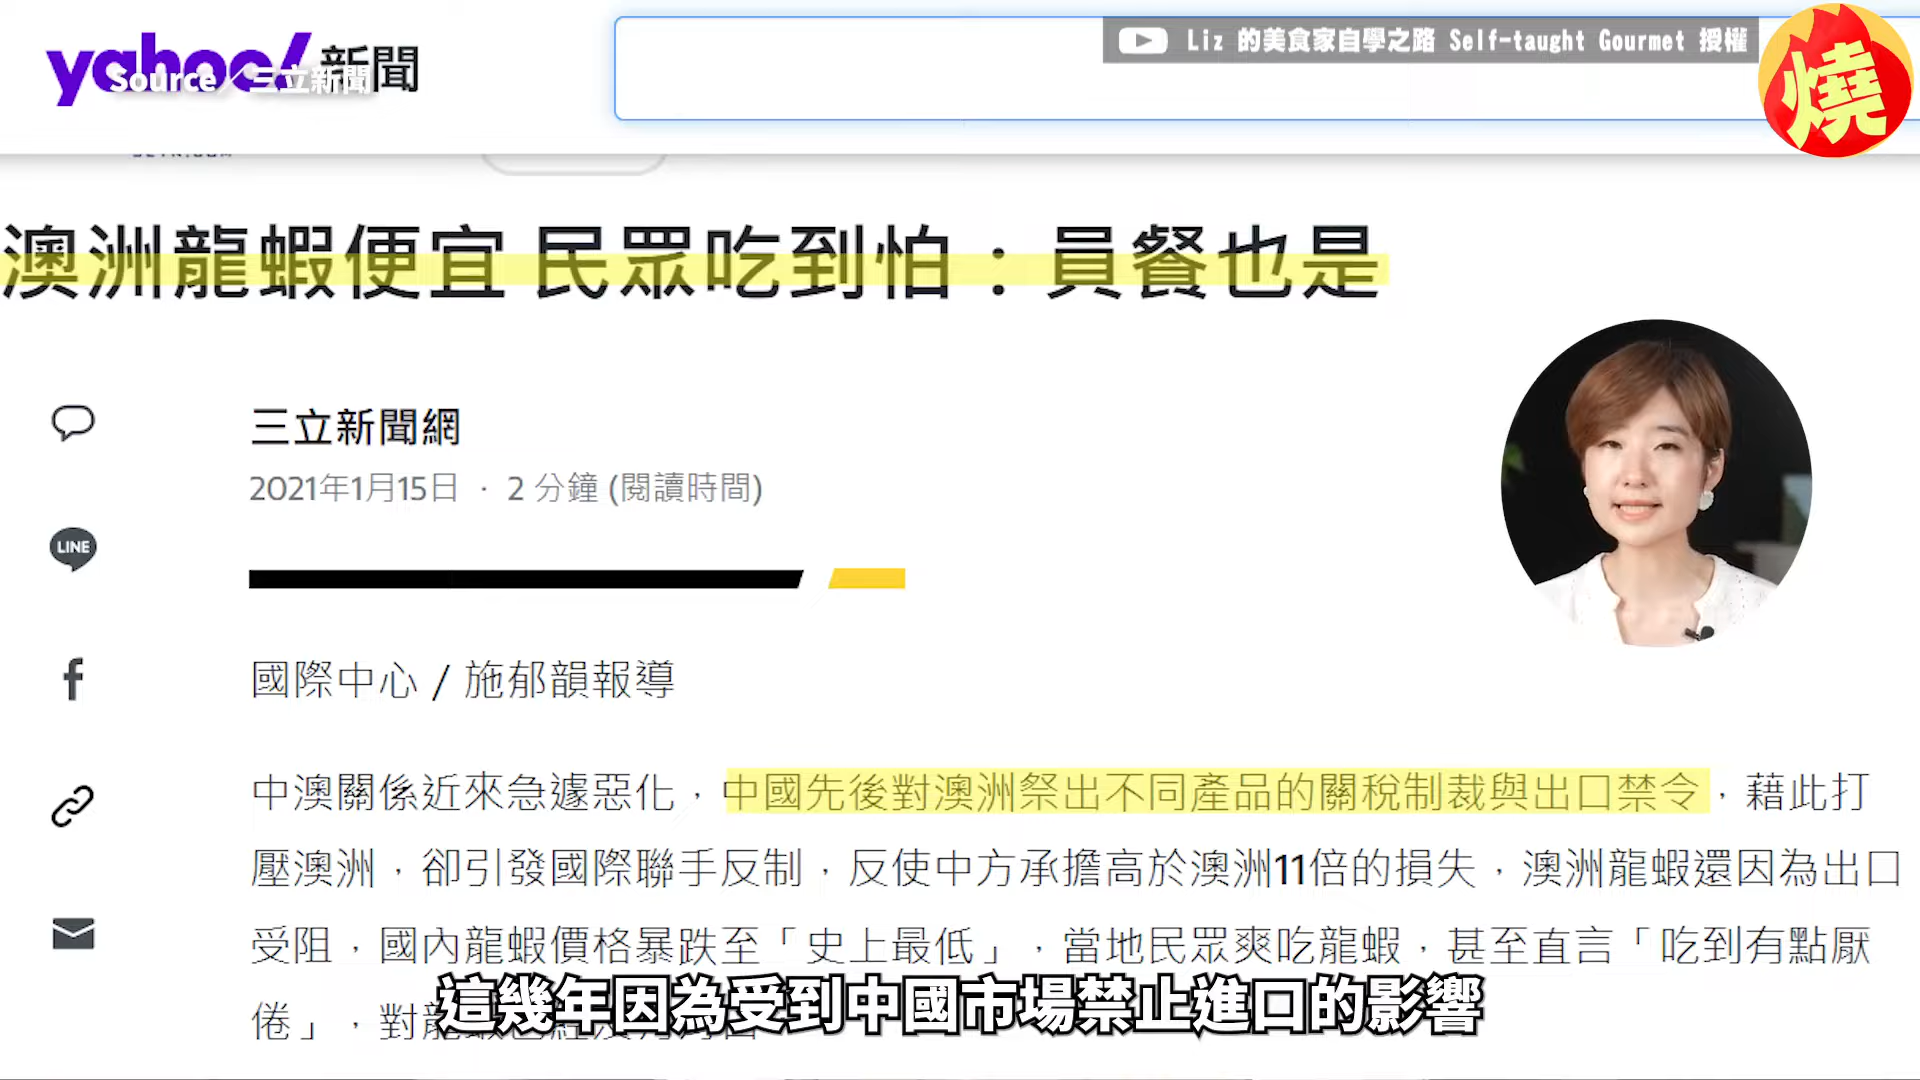 yahoo!新聞
Source／三立新聞
Liz 的美食家自學之路 Self-taught Gourmet 授權
燒
澳洲龍蝦便宜 民眾吃到怕：員餐也是
三立新聞網
2021年1月15日 · 2 分鐘 (閱讀時間)
LINE
國際中心 / 施郁韻報導
中澳關係近來急遽惡化，中國先後對澳洲祭出不同產品的關稅制裁與出口禁令，藉此打
壓澳洲，卻引發國際聯手反制，反使中方承擔高於澳洲11倍的損失，澳洲龍蝦還因為出口
受阻，國內龍蝦價格暴跌至「史上最低」，當地民眾爽吃龍蝦，甚至直言「吃到有點厭
倦」，對龍蝦
這幾年因為受到中國市場禁止進口的影響